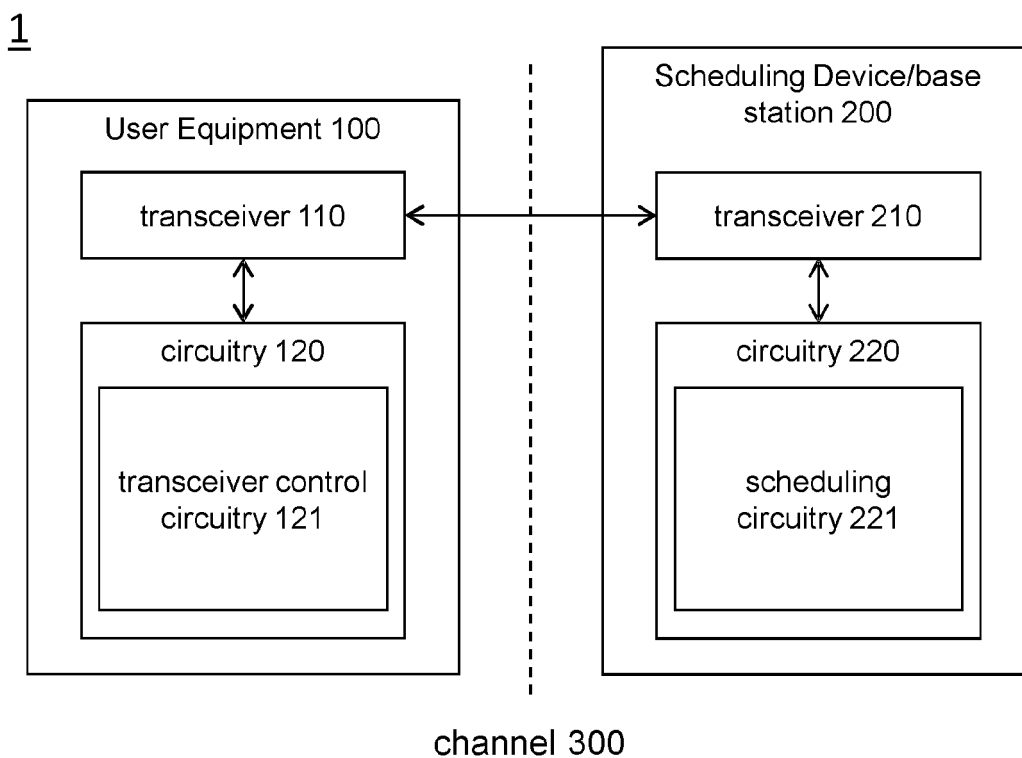 1
User Equipment 100
transceiver 110
circuitry 120
transceiver control
circuitry 121
Scheduling Device/base
station 200
transceiver 210
circuitry 220
scheduling
circuitry 221
channel 300